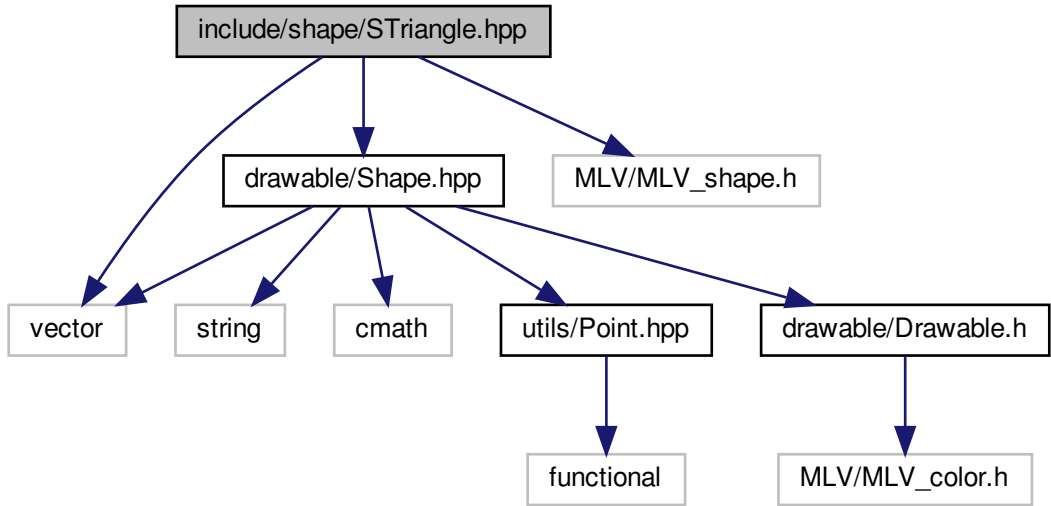 include/shape/STriangle.hpp
drawable/Shape.hpp
MLV/MLV_shape.h
vector
string
cmath
utils/Point.hpp
drawable/Drawable.h
functional
MLV/MLV_color.h